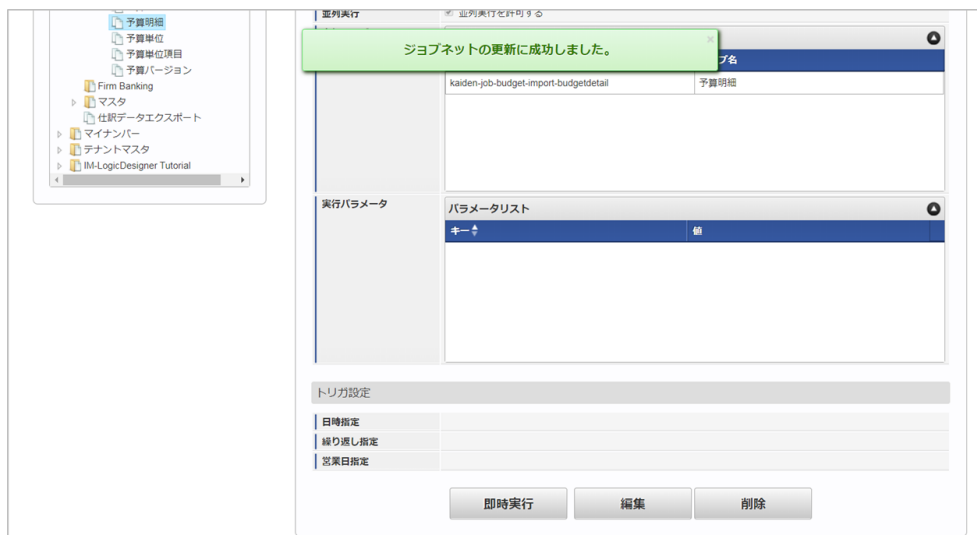 予算明細
予算単位
予算単位項目
予算バージョン
Firm Banking
マスタ
仕訳データエクスポート
マイナンバー
テナントマスタ
IM-LogicDesigner Tutorial
並列実行
並列実行を許可する
ジョブネットの更新に成功しました。
×
プ名
kaiden-job-budget-import-budgetdetail
予算明細
実行パラメータ
パラメータリスト
キー
値
トリガ設定
日時指定
繰り返し指定
営業日指定
即時実行
編集
削除